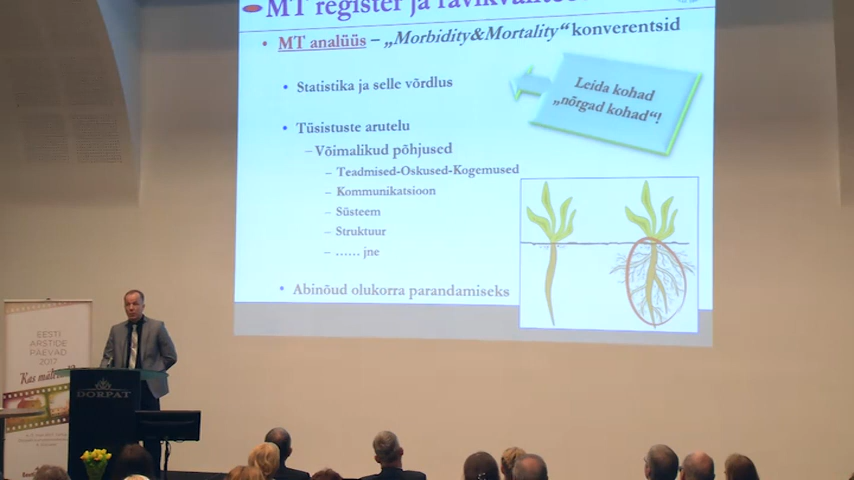 MT register ja
MT analüüs – „Morbidity&Mortality“ konverentsid
Statistika ja selle võrdlus
Leida kohad
„nõrgad kohad“!
Tüsistuste arutelu
– Võimalikud põhjused
– Teadmised-Oskused-Kogemused
– Kommunikatsioon
– Süsteem
– Struktuur
– …... jne
Abinõud olukorra parandamiseks
EESTI
ARSTIDE
PÄEVAD
2017
DORPAT